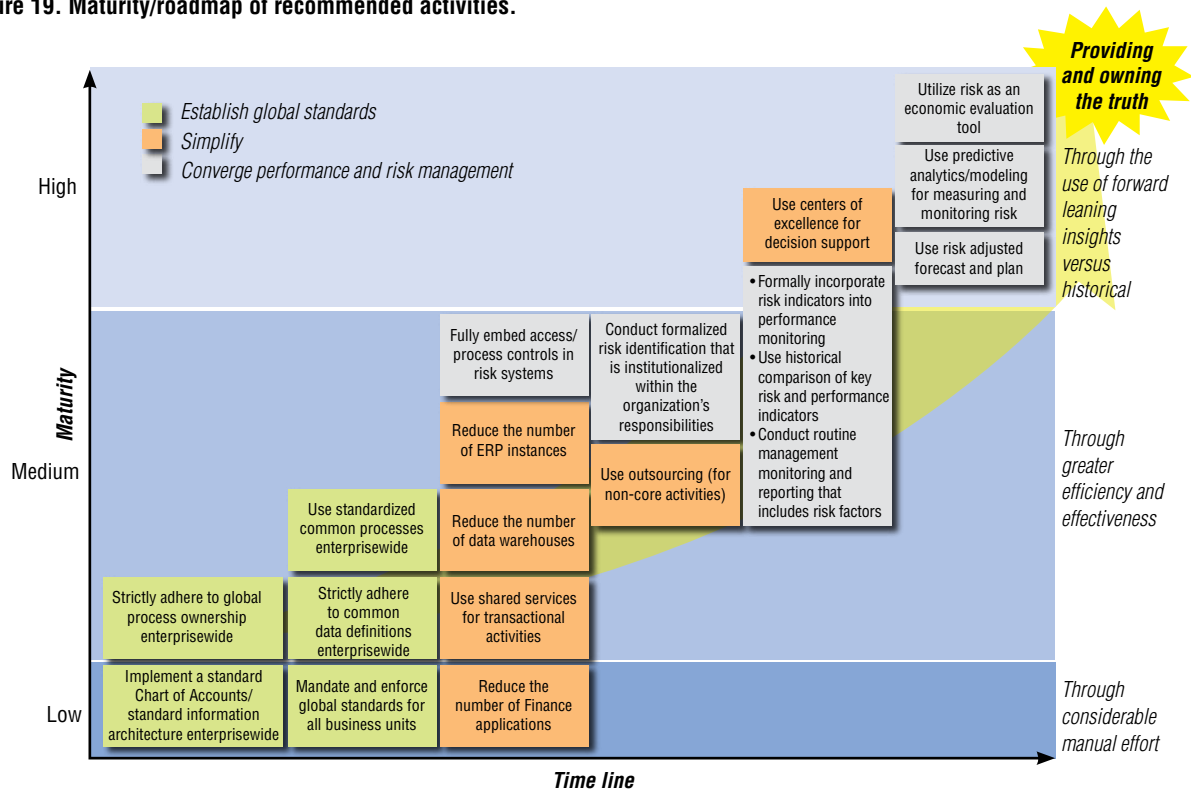 ire 19. Maturity/roadmap of recommended activities.
Providing
and owning
the truth
Establish global standards
Simplify
Converge performance and risk management
High
Medium
Low
Maturity
Utilize risk as an
economic evaluation
tool
Use predictive
analytics/modeling
for measuring and
monitoring risk
Use risk adjusted
forecast and plan
Through the
use of forward
leaning
insights
versus
historical
Use centers of
excellence for
decision support
• Formally incorporate
risk indicators into
performance
monitoring
• Use historical
comparison of key
risk and performance
indicators
• Conduct routine
management
monitoring and
reporting that
includes risk factors
Fully embed access/
process controls in
risk systems
Conduct formalized
risk identification that
is institutionalized
within the
organization's
responsibilities
Reduce the number
of ERP instances
Use outsourcing (for
non-core activities)
Through
greater
efficiency and
effectiveness
Use standardized
common processes
enterprisewide
Reduce the number
of data warehouses
Strictly adhere to global
process ownership
enterprisewide
Strictly adhere
to common
data definitions
enterprisewide
Use shared services
for transactional
activities
Implement a standard
Chart of Accounts/
standard information
architecture enterprisewide
Mandate and enforce
global standards for
all business units
Reduce the
number of Finance
applications
Through
considerable
manual effort
Time line